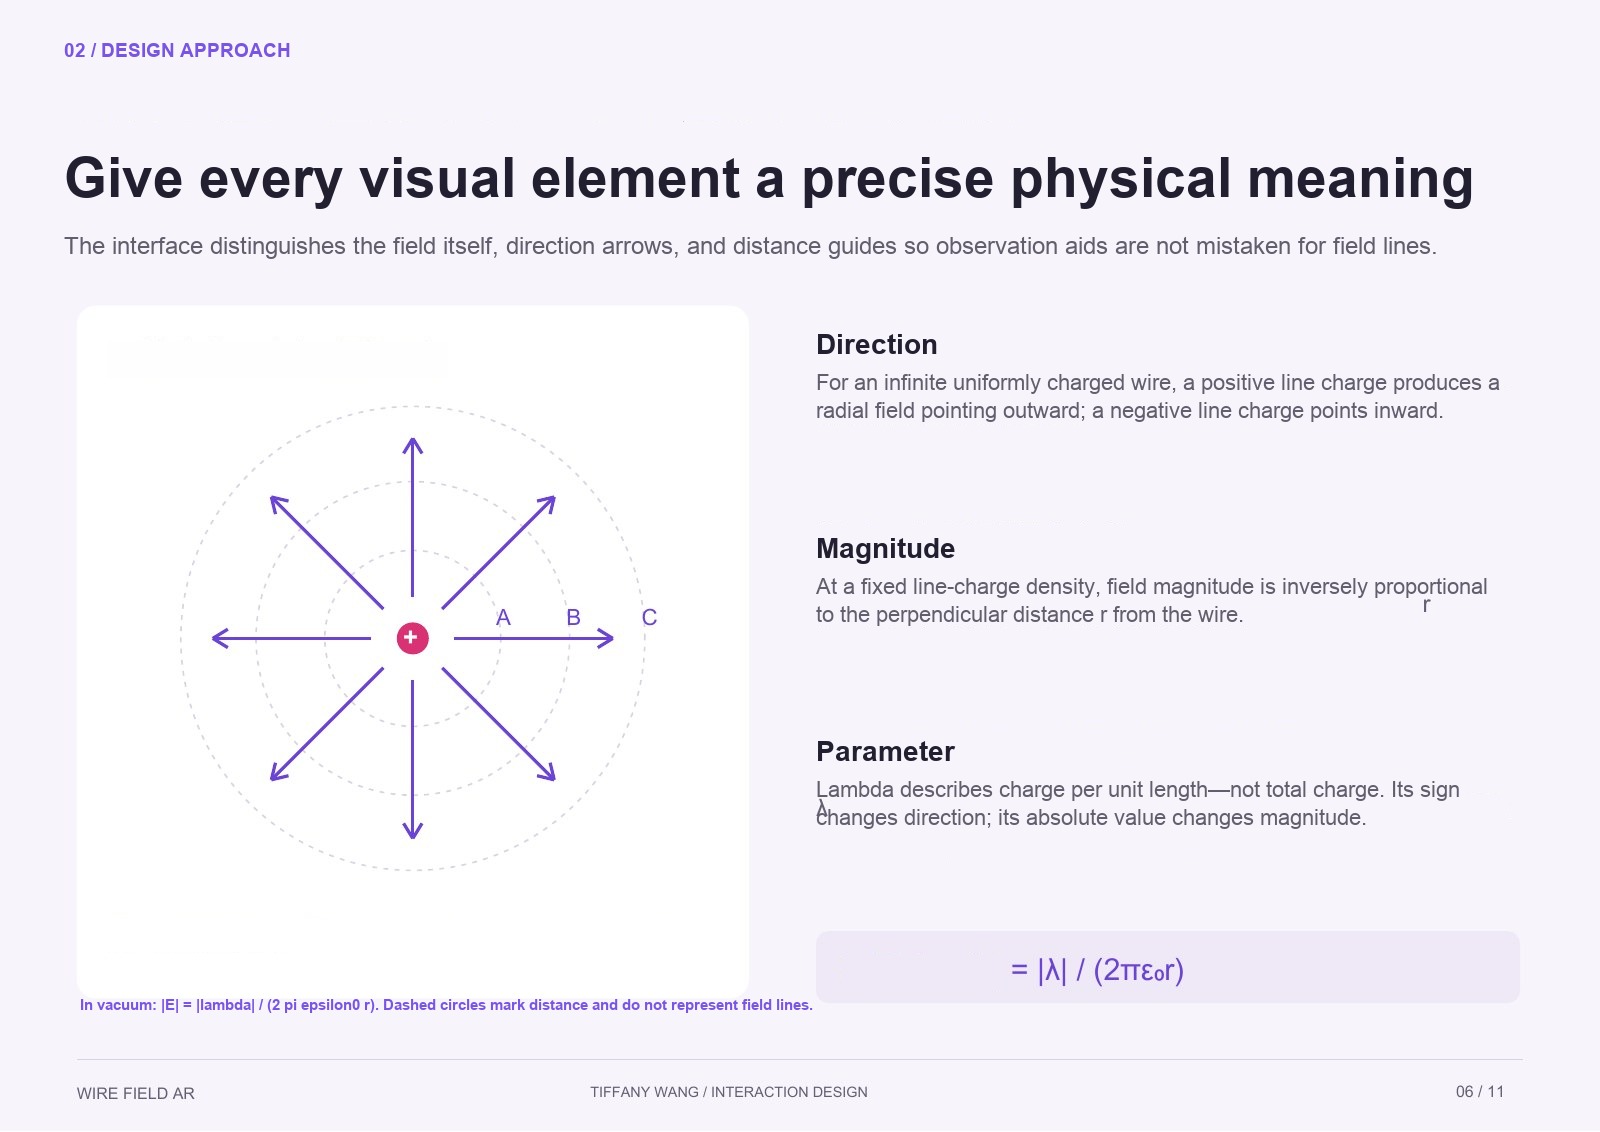 02 / DESIGN APPROACH
Give every visual element a precise physical meaning
The interface distinguishes the field itself, direction arrows, and distance guides so observation aids are not mistaken for field lines.
A B C
+
In vacuum: |E| = |lambda| / (2 pi epsilon0 r). Dashed circles mark distance and do not represent field lines.
Direction
For an infinite uniformly charged wire, a positive line charge produces a
radial field pointing outward; a negative line charge points inward.
Magnitude
At a fixed line-charge density, field magnitude is inversely proportional
r
to the perpendicular distance r from the wire.
Parameter
Lambda describes charge per unit length—not total charge. Its sign
λ
changes direction; its absolute value changes magnitude.
= |λ| / (2πε₀r)
WIRE FIELD AR
TIFFANY WANG / INTERACTION DESIGN
06 / 11